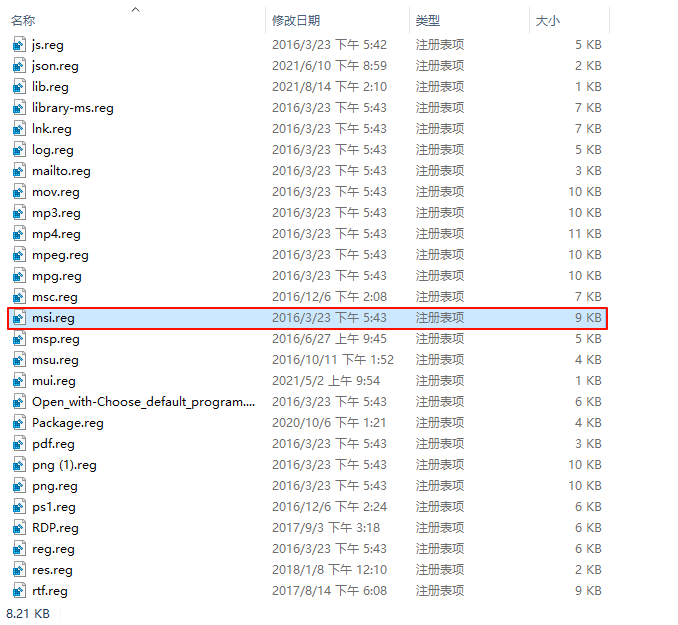 名称 修改日期 类型 大小
js.reg 2016/3/23 下午 5:42 注册表项 5 KB
json.reg 2021/6/10 下午 8:59 注册表项 2 KB
lib.reg 2021/8/14 下午 2:10 注册表项 1 KB
library-ms.reg 2016/3/23 下午 5:43 注册表项 7 KB
lnk.reg 2016/3/23 下午 5:43 注册表项 7 KB
log.reg 2016/3/23 下午 5:43 注册表项 5 KB
mailto.reg 2016/3/23 下午 5:43 注册表项 3 KB
mov.reg 2016/3/23 下午 5:43 注册表项 10 KB
mp3.reg 2016/3/23 下午 5:43 注册表项 10 KB
mp4.reg 2016/3/23 下午 5:43 注册表项 11 KB
mpeg.reg 2016/3/23 下午 5:43 注册表项 10 KB
mpg.reg 2016/3/23 下午 5:43 注册表项 10 KB
msc.reg 2016/12/6 下午 2:08 注册表项 7 KB
msi.reg 2016/3/23 下午 5:43 注册表项 9 KB
msp.reg 2016/6/27 上午 9:45 注册表项 5 KB
msu.reg 2016/10/11 下午 1:52 注册表项 4 KB
mui.reg 2021/5/2 上午 9:54 注册表项 1 KB
Open_with-Choose_default_program.... 2016/3/23 下午 5:43 注册表项 6 KB
Package.reg 2020/10/6 下午 1:21 注册表项 4 KB
pdf.reg 2016/3/23 下午 5:43 注册表项 3 KB
png (1).reg 2016/3/23 下午 5:43 注册表项 10 KB
png.reg 2016/3/23 下午 5:43 注册表项 10 KB
ps1.reg 2016/12/6 下午 2:24 注册表项 6 KB
RDP.reg 2017/9/3 下午 3:18 注册表项 6 KB
reg.reg 2016/3/23 下午 5:43 注册表项 6 KB
res.reg 2018/1/8 下午 12:10 注册表项 2 KB
rtf.reg 2017/8/14 下午 6:08 注册表项 9 KB
8.21 KB